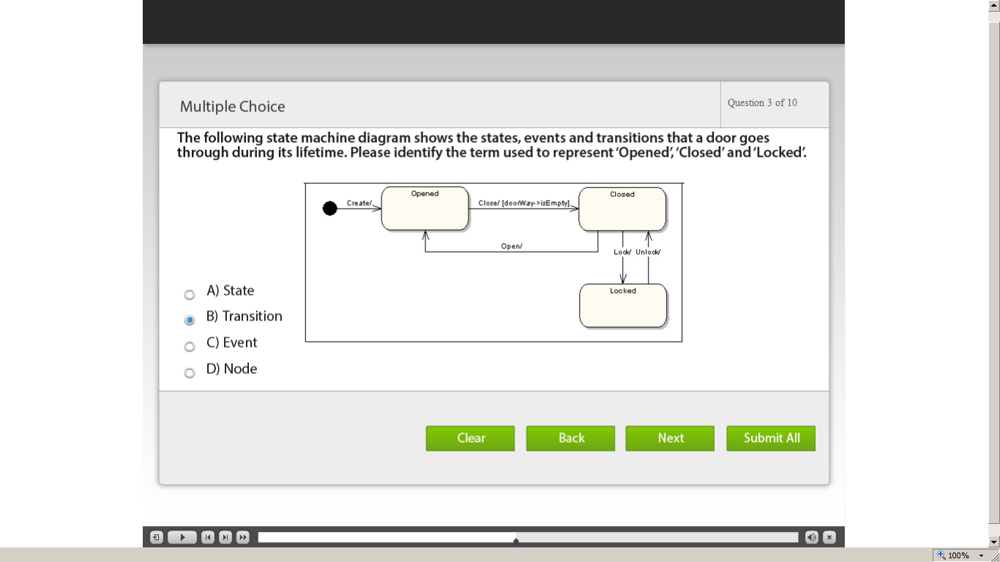 Multiple Choice
Question 3 of 10
The following state machine diagram shows the states, events and transitions that a door goes
through during its lifetime. Please identify the term used to represent ‘Opened’, ‘Closed’ and ‘Locked’.
Opened
Closed
Create/
Close/ [doorWay->isEmpty]
Open/
Lock/ Unlock/
Locked
A) State
B) Transition
C) Event
D) Node
Clear
Back
Next
Submit All
100%